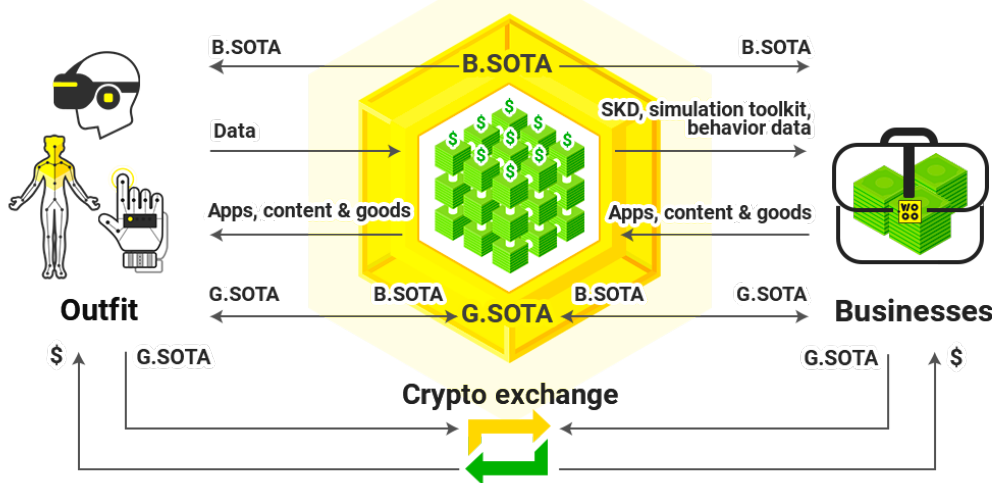 B.SOTA
B.SOTA
B.SOTA
Data
SKD, simulation toolkit,
behavior data
$ $ $ $ $ $ $ $ $
Apps, content & goods
Apps, content & goods
G.SOTA
B.SOTA
G.SOTA
B.SOTA
G.SOTA
Outfit
Businesses
$
G.SOTA
G.SOTA
$
Crypto exchange